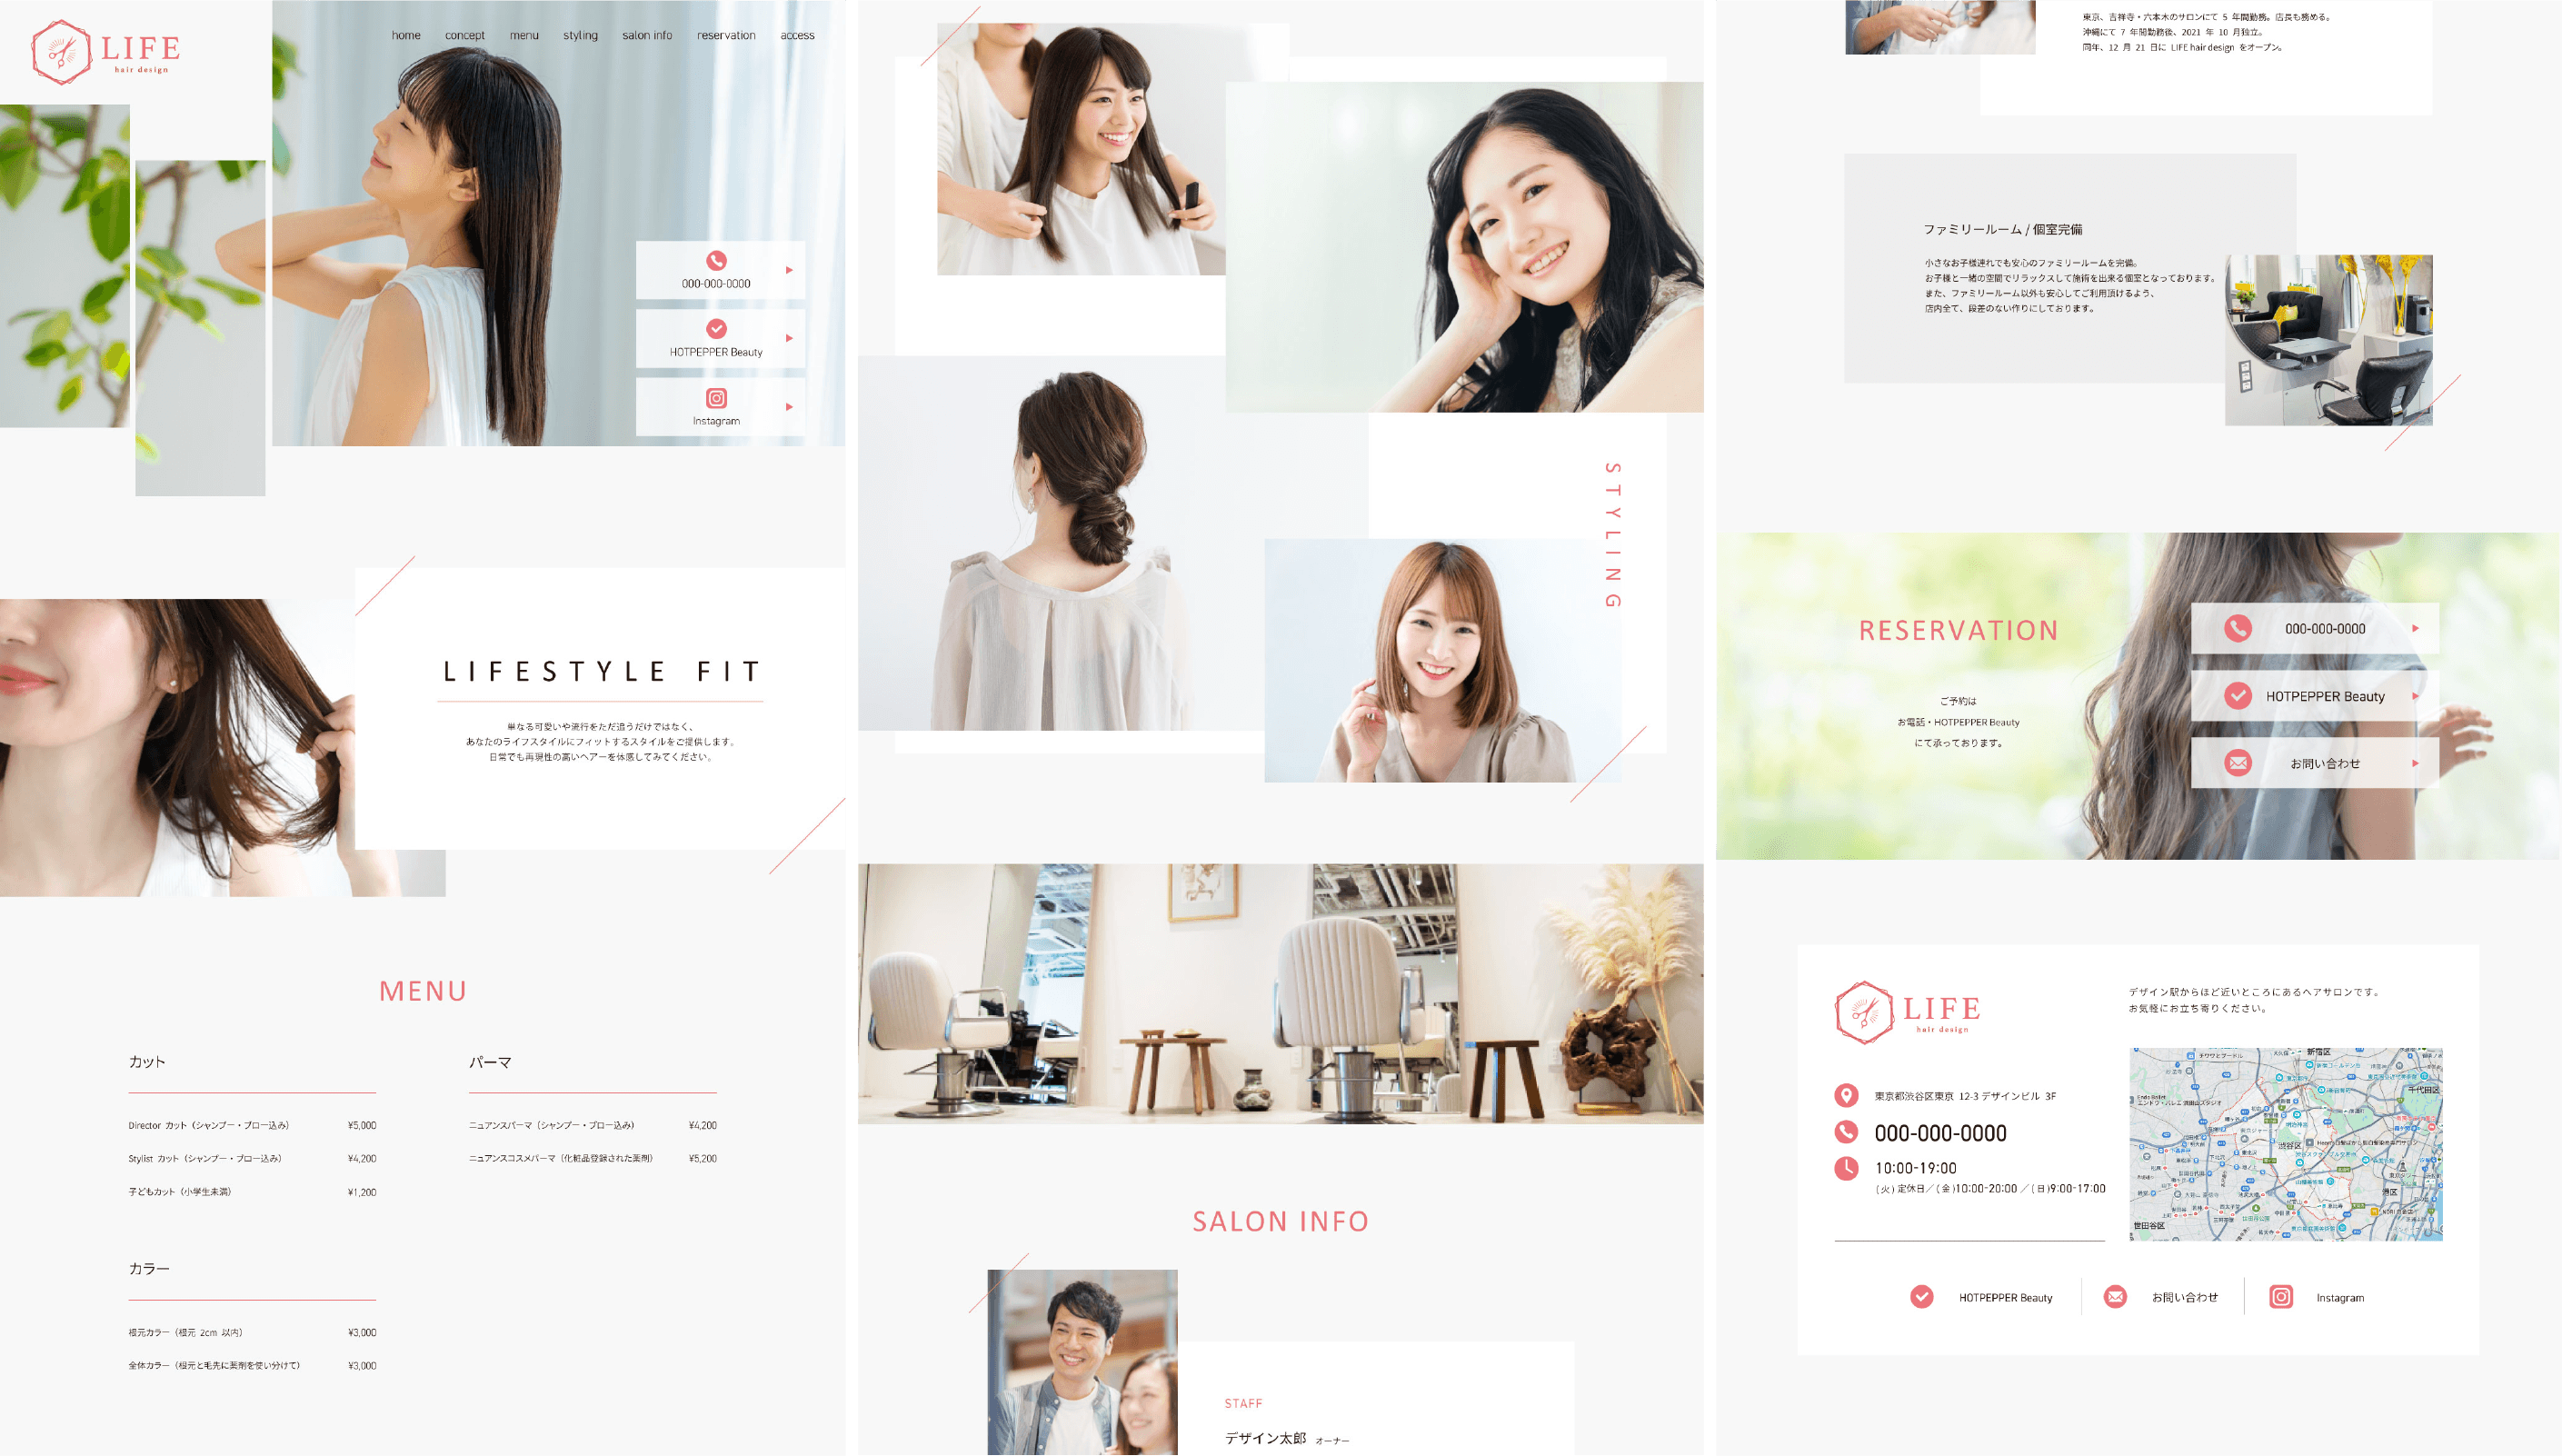 LIFE
hair design
home
concept
menu
styling
salon info
reservation
access
000-000-0000
HOTPEPPER Beauty
Instagram
LIFESTYLE FIT
単なる可愛いや流行をただ追うだけではなく、
あなたのライフスタイルにフィットするスタイルをご提供します。
日常でも再現性の高いヘアーを体感してみてください。
MENU
カット
Director カット（シャンプー・ブロー込み） ¥5,000
Stylist カット（シャンプー・ブロー込み） ¥4,200
子どもカット（小学生未満） ¥1,200
パーマ
ニュアンスパーマ（シャンプー・ブロー込み） ¥4,200
ニュアンスコスメパーマ（化粧品登録された薬剤） ¥5,200
カラー
根元カラー（根元 2cm 以内） ¥3,000
全体カラー（根元と毛先に薬剤を使い分けて） ¥3,000
STYLING
SALON INFO
STAFF
デザイン太郎 オーナー
東京、吉祥寺・六本木のサロンにて 5 年間勤務。店長も務める。
沖縄にて 7 年間勤務後、2021 年 10 月独立。
同年、12 月 21 日に LIFE hair design をオープン。
ファミリールーム / 個室完備
小さなお子様連れでも安心のファミリールームを完備。
お子様と一緒の空間でリラックスして施術を出来る個室となっております。
また、ファミリールーム以外も安心してご利用頂けるよう、
店内全て、段差のない作りにしております。
RESERVATION
ご予約は
お電話・HOTPEPPER Beauty
にて承っております。
000-000-0000
HOTPEPPER Beauty
お問い合わせ
LIFE
hair design
東京都渋谷区東京 12-3 デザインビル 3F
000-000-0000
10:00-19:00
(火) 定休日／(金)10:00-20:00 ／(日)9:00-17:00
デザイン駅からほど近いところにあるヘアサロンです。
お気軽にお立ち寄りください。
新宿区
千代田区
渋谷区
港区
世田谷区
HOTPEPPER Beauty
お問い合わせ
Instagram